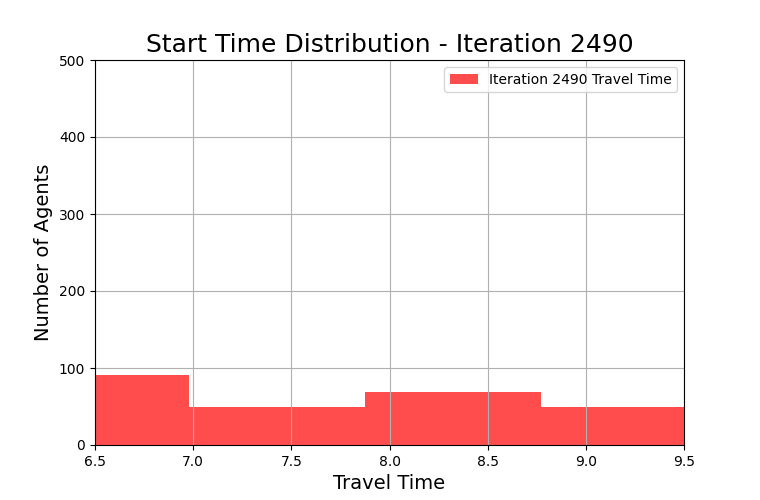 Start Time Distribution - Iteration 2490
Iteration 2490 Travel Time
Number of Agents
500
400
300
200
100
0
6.5 7.0 7.5 8.0 8.5 9.0 9.5
Travel Time